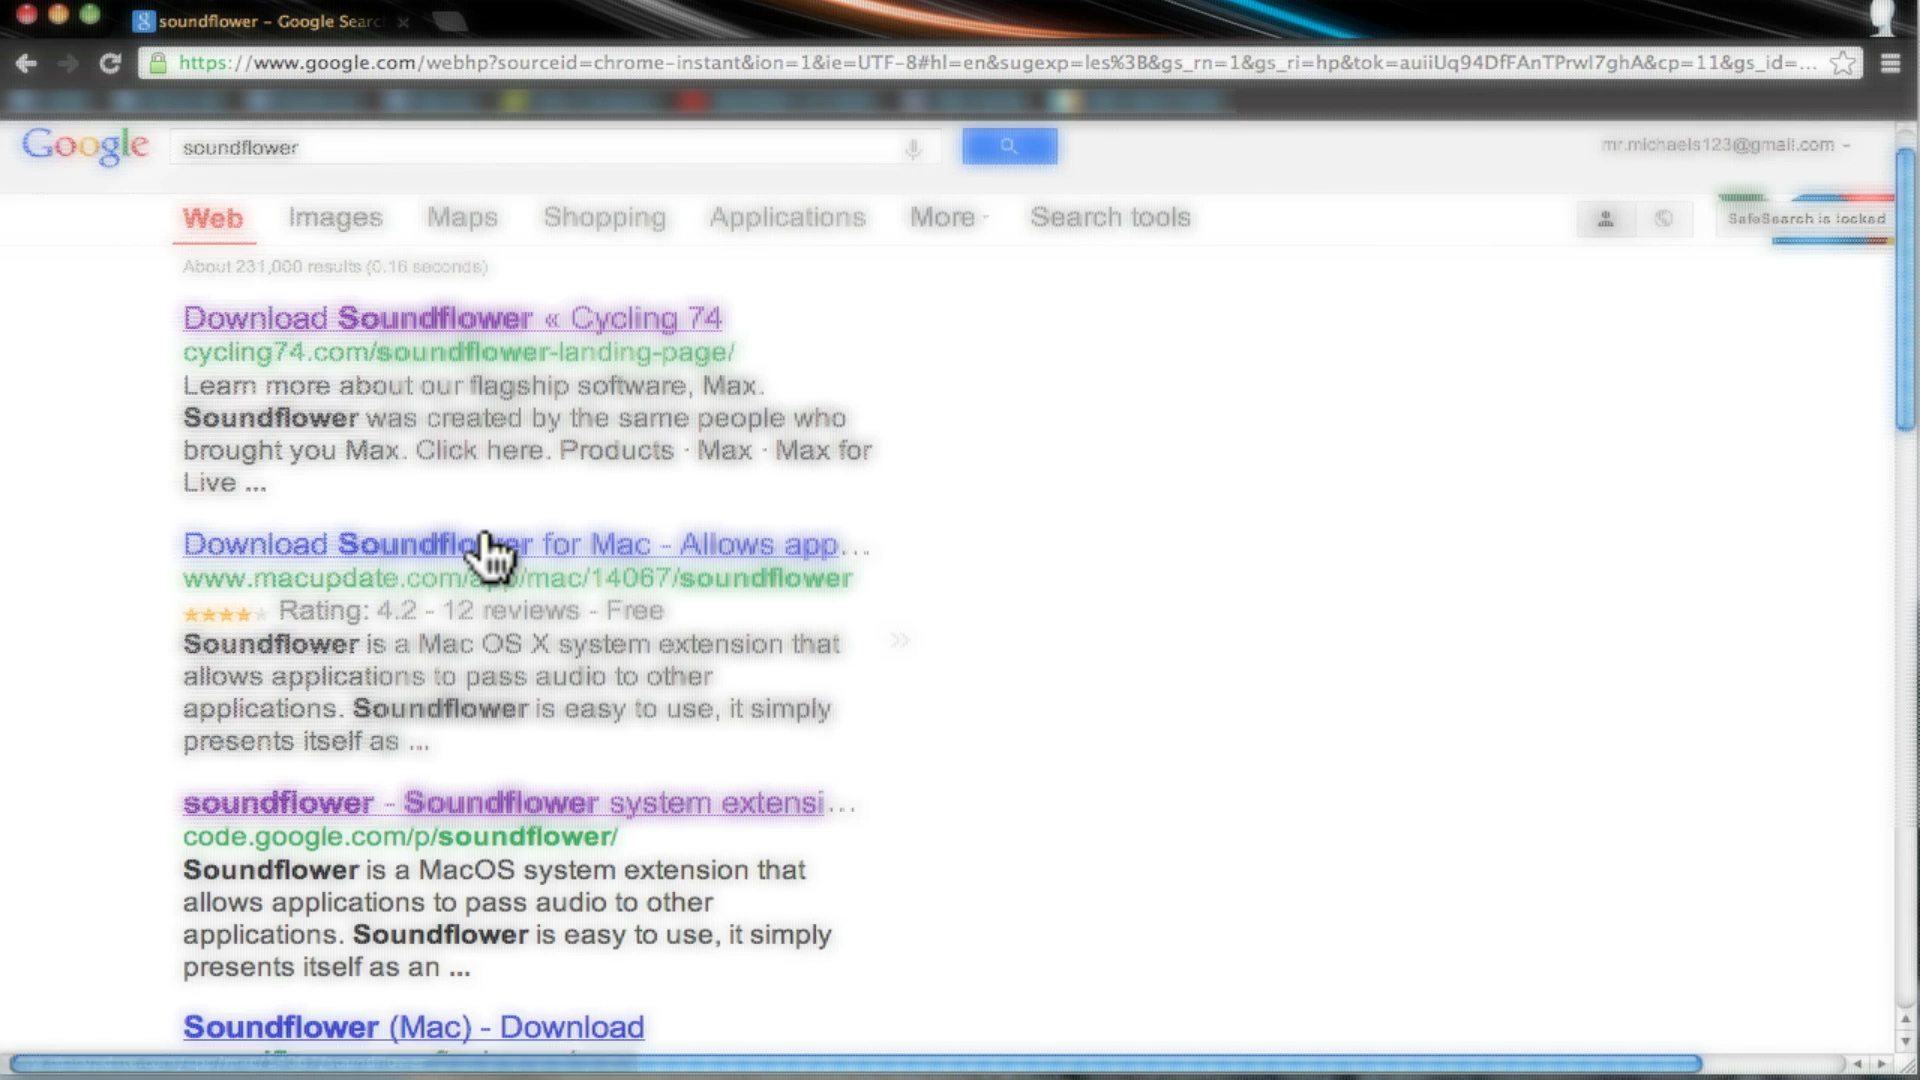 soundflower – Google Search
https://www.google.com/webhp?sourceid=chrome-instant&ion=1&ie=UTF-8#hl=en&sugexp=les%3B&gs_rn=1&gs_ri=hp&tok=auiiUq94DfFAnTPrwI7ghA&cp=11&gs_id=...
Google
soundflower
mr.michaels123@gmail.com
Web Images Maps Shopping Applications More Search tools
SafeSearch is locked
About 231,000 results (0.16 seconds)
Download Soundflower « Cycling 74
cycling74.com/soundflower-landing-page/
Learn more about our flagship software, Max.
Soundflower was created by the same people who
brought you Max. Click here. Products · Max · Max for
Live ...
Download Soundflower for Mac - Allows app...
www.macupdate.com/app/mac/14067/soundflower
Rating: 4.2 - 12 reviews - Free
Soundflower is a Mac OS X system extension that
allows applications to pass audio to other
applications. Soundflower is easy to use, it simply
presents itself as ...
soundflower - Soundflower system extensi...
code.google.com/p/soundflower/
Soundflower is a MacOS system extension that
allows applications to pass audio to other
applications. Soundflower is easy to use, it simply
presents itself as an ...
Soundflower (Mac) - Download